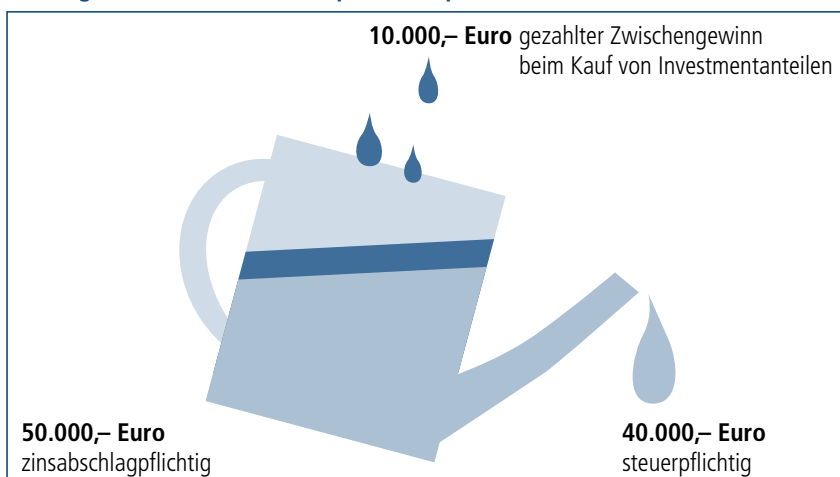 10.000,– Euro gezahlter Zwischengewinn
beim Kauf von Investmentanteilen
50.000,– Euro
zinsabschlagpflichtig
40.000,– Euro
steuerpflichtig